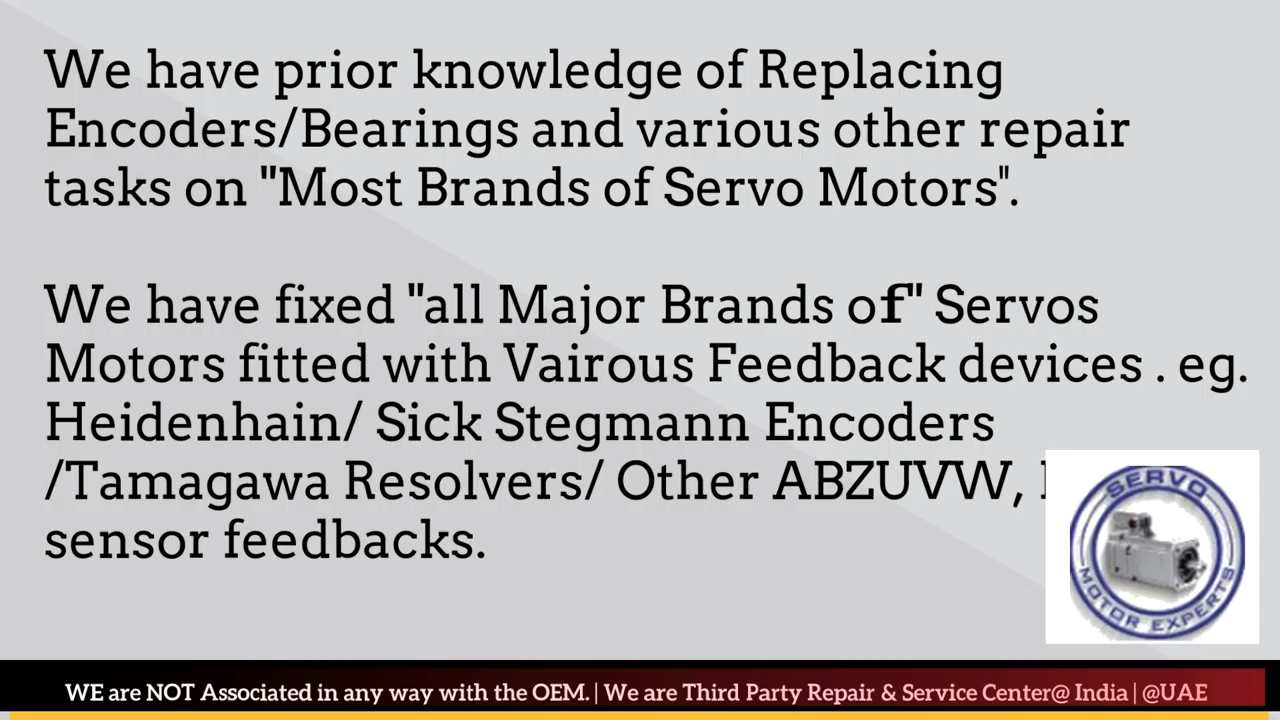 We have prior knowledge of Replacing
Encoders/Bearings and various other repair
tasks on "Most Brands of Servo Motors".
We have fixed "all Major Brands of" Servos
Motors fitted with Vairous Feedback devices . eg.
Heidenhain/ Sick Stegmann Encoders
/Tamagawa Resolvers/ Other ABZUVW,
sensor feedbacks.
SERVO
MOTOR EXPERTS
WE are NOT Associated in any way with the OEM. | We are Third Party Repair & Service Center@ India | @UAE